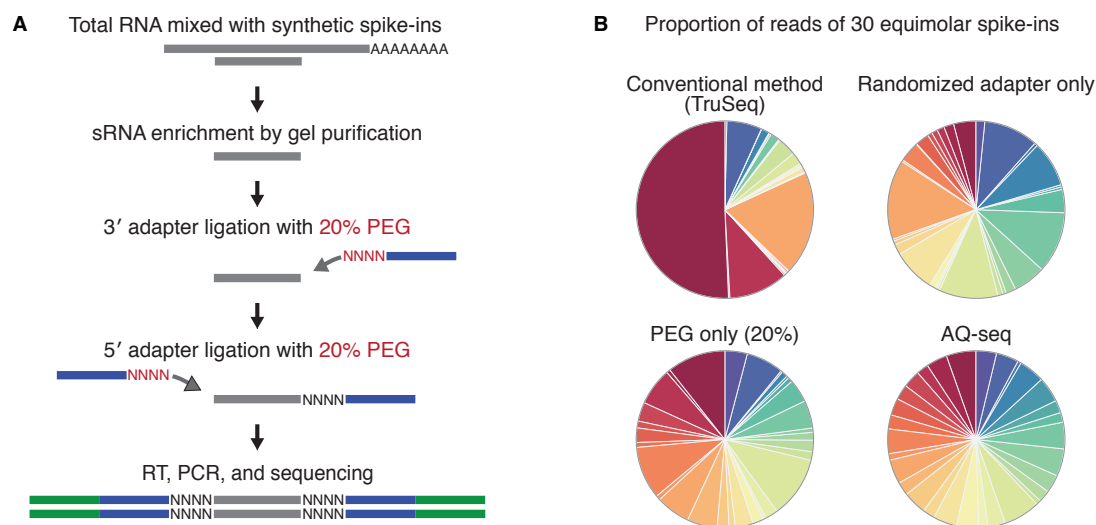 A
Total RNA mixed with synthetic spike-ins
AAAAAAAA
sRNA enrichment by gel purification
3′ adapter ligation with 20% PEG
NNNN
5′ adapter ligation with 20% PEG
NNNN
NNNN
RT, PCR, and sequencing
NNNN NNNN
NNNN NNNN
B
Proportion of reads of 30 equimolar spike-ins
Conventional method
(TruSeq)
Randomized adapter only
PEG only (20%)
AQ-seq